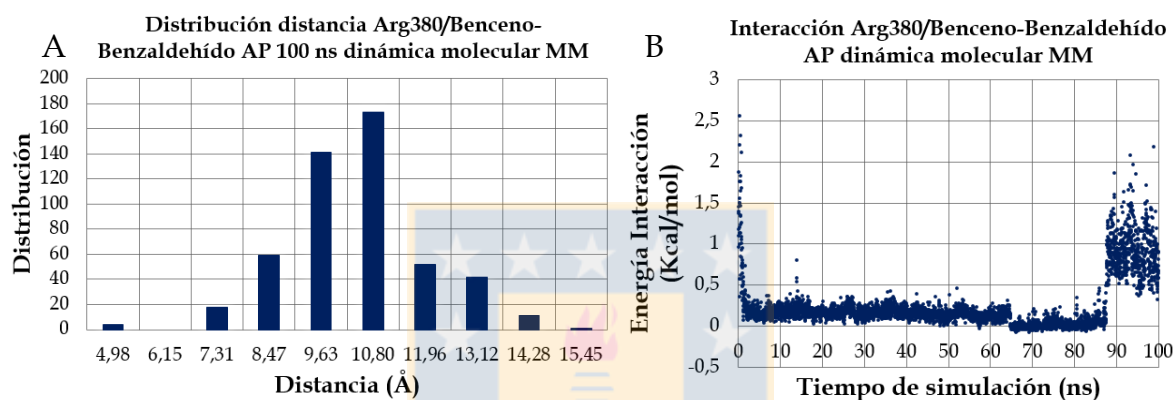 A
Distribución distancia Arg380/Benceno-
Benzaldehído AP 100 ns dinámica molecular MM
Distribución
200
180
160
140
120
100
80
60
40
20
0
4,98 6,15 7,31 8,47 9,63 10,80 11,96 13,12 14,28 15,45
Distancia (Å)
B
Interacción Arg380/Benceno-Benzaldehído
AP dinámica molecular MM
Energía Interacción
(Kcal/mol)
3
2,5
2
1,5
1
0,5
0
-0,5
0 10 20 30 40 50 60 70 80 90 100
Tiempo de simulación (ns)